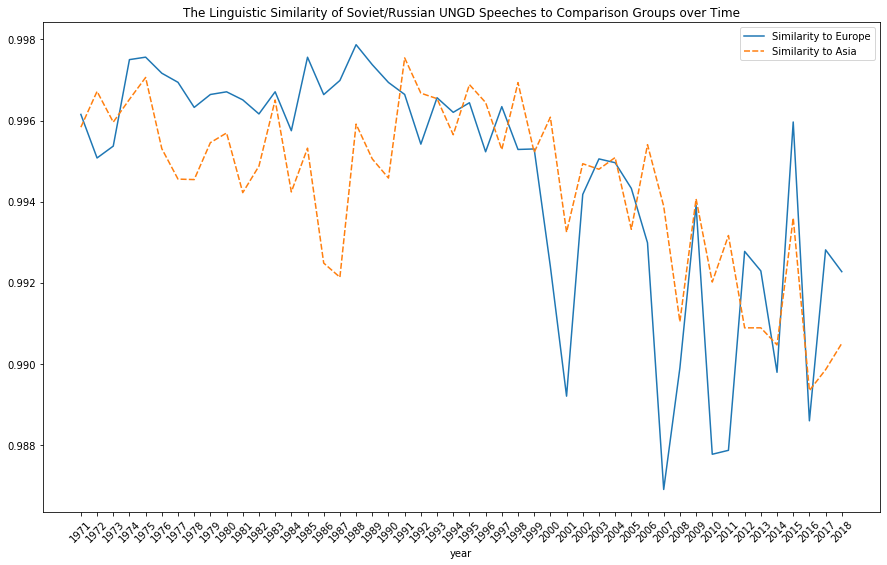 The Linguistic Similarity of Soviet/Russian UNGD Speeches to Comparison Groups over Time
Similarity to Europe
Similarity to Asia
0.998
0.996
0.994
0.992
0.990
0.988
1971 1972 1973 1974 1975 1976 1977 1978 1979 1980 1981 1982 1983 1984 1985 1986 1987 1988 1989 1990 1991 1992 1993 1994 1995 1996 1997 1998 1999 2000 2001 2002 2003 2004 2005 2006 2007 2008 2009 2010 2011 2012 2013 2014 2015 2016 2017 2018
year